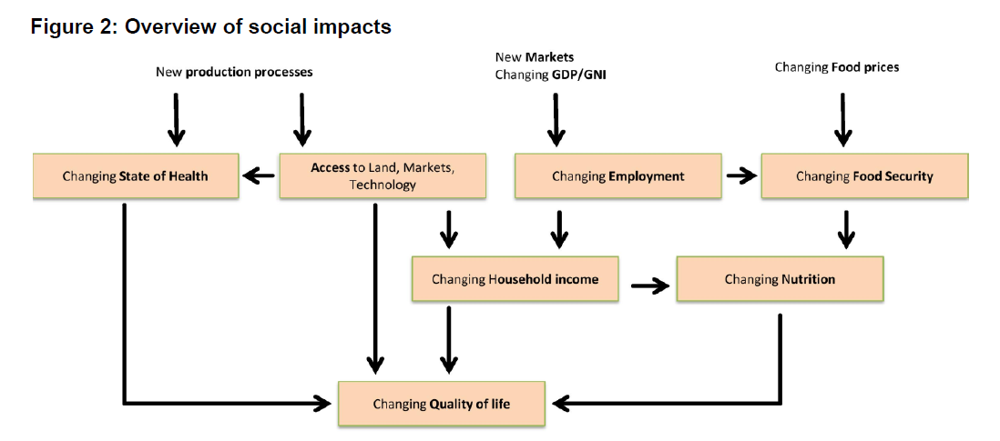 Figure 2: Overview of social impacts
New production processes
New Markets
Changing GDP/GNI
Changing Food prices
Changing State of Health
Access to Land, Markets,
Technology
Changing Employment
Changing Food Security
Changing Household income
Changing Nutrition
Changing Quality of life